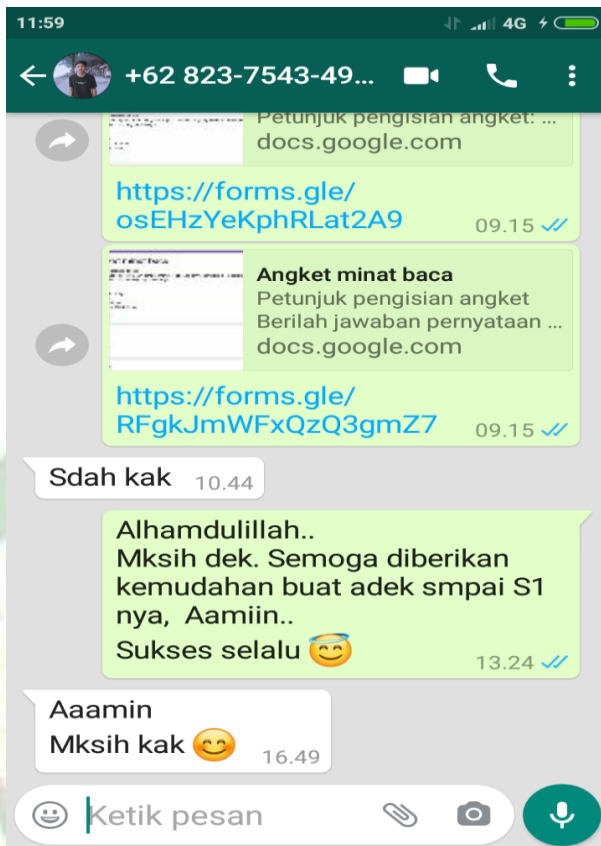 11:59
4G
+62 823-7543-49...
Petunjuk pengisian angket: ...
docs.google.com
https://forms.gle/
osEHzYeKphRLat2A9
09.15
Angket minat baca
Petunjuk pengisian angket
Berilah jawaban pernyataan ...
docs.google.com
https://forms.gle/
RFgkJmWFxQzQ3gmZ7
09.15
Sdah kak
10.44
Alhamdulillah..
Mksih dek. Semoga diberikan
kemudahan buat adek smpai S1
nya, Aamiin..
Sukses selalu 😇
13.24
Aaamin
Mksih kak 😊
16.49
Ketik pesan